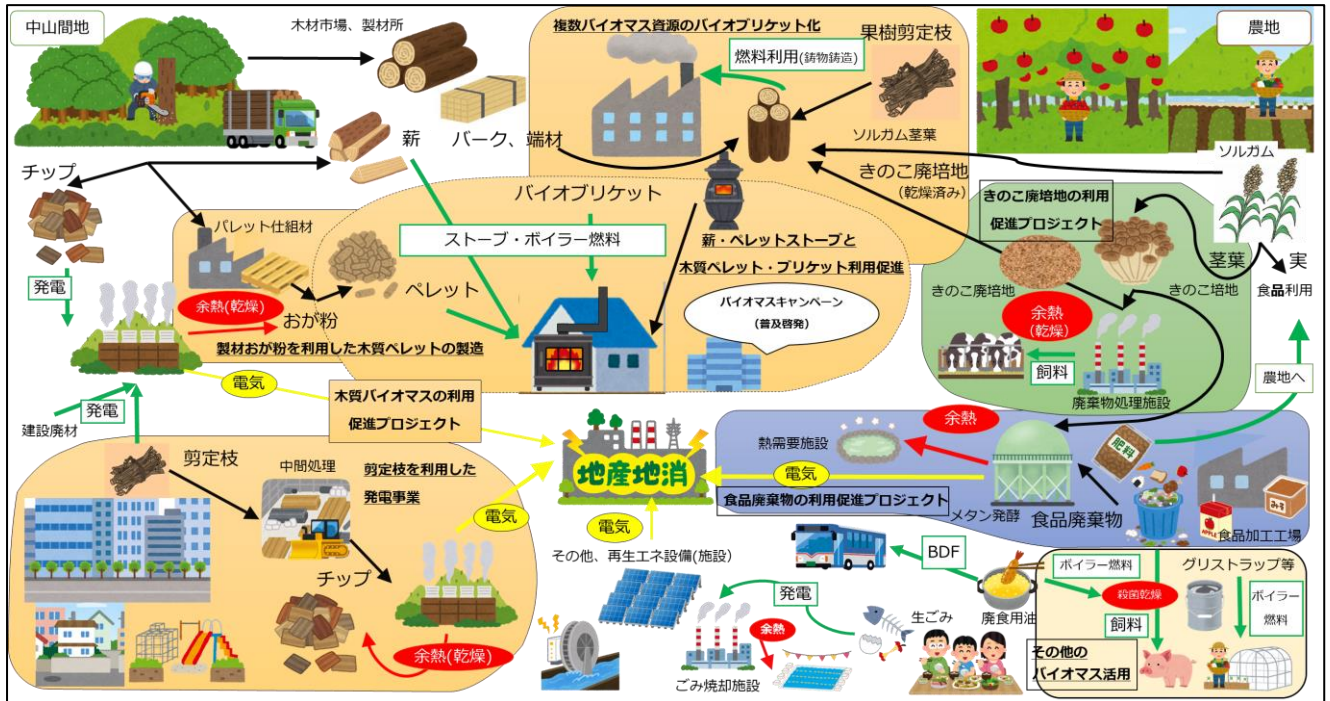 中山間地
木材市場、製材所
複数バイオマス資源のバイオブリケット化
燃料利用(鋳物鋳造)
果樹剪定枝
農地
薪
バーク、端材
ソルガム茎葉
ソルガム
チップ
きのこ廃培地
(乾燥済み)
バイオブリケット
きのこ廃培地の利用
促進プロジェクト
パレット仕組材
ストーブ・ボイラー燃料
薪・ペレットストーブと
木質ペレット・ブリケット利用促進
茎葉
実
食品利用
発電
ペレット
きのこ廃培地
きのこ培地
余熱(乾燥)
おが粉
バイオマスキャンペーン
(普及啓発)
余熱
(乾燥)
製材おが粉を利用した木質ペレットの製造
飼料
農地へ
電気
廃棄物処理施設
発電
建設廃材
木質バイオマスの利用
促進プロジェクト
余熱
熱需要施設
肥料
剪定枝
中間処理
剪定枝を利用した
発電事業
地産地消
電気
食品廃棄物の利用促進プロジェクト
メタン発酵
食品廃棄物
みそ
APPLE
食品加工工場
電気
電気
その他、再生エネ設備(施設)
BDF
ボイラー燃料
グリストラップ等
チップ
発電
生ごみ
廃食用油
殺菌乾燥
ボイラー
燃料
飼料
余熱
余熱(乾燥)
ごみ焼却施設
その他の
バイオマス活用